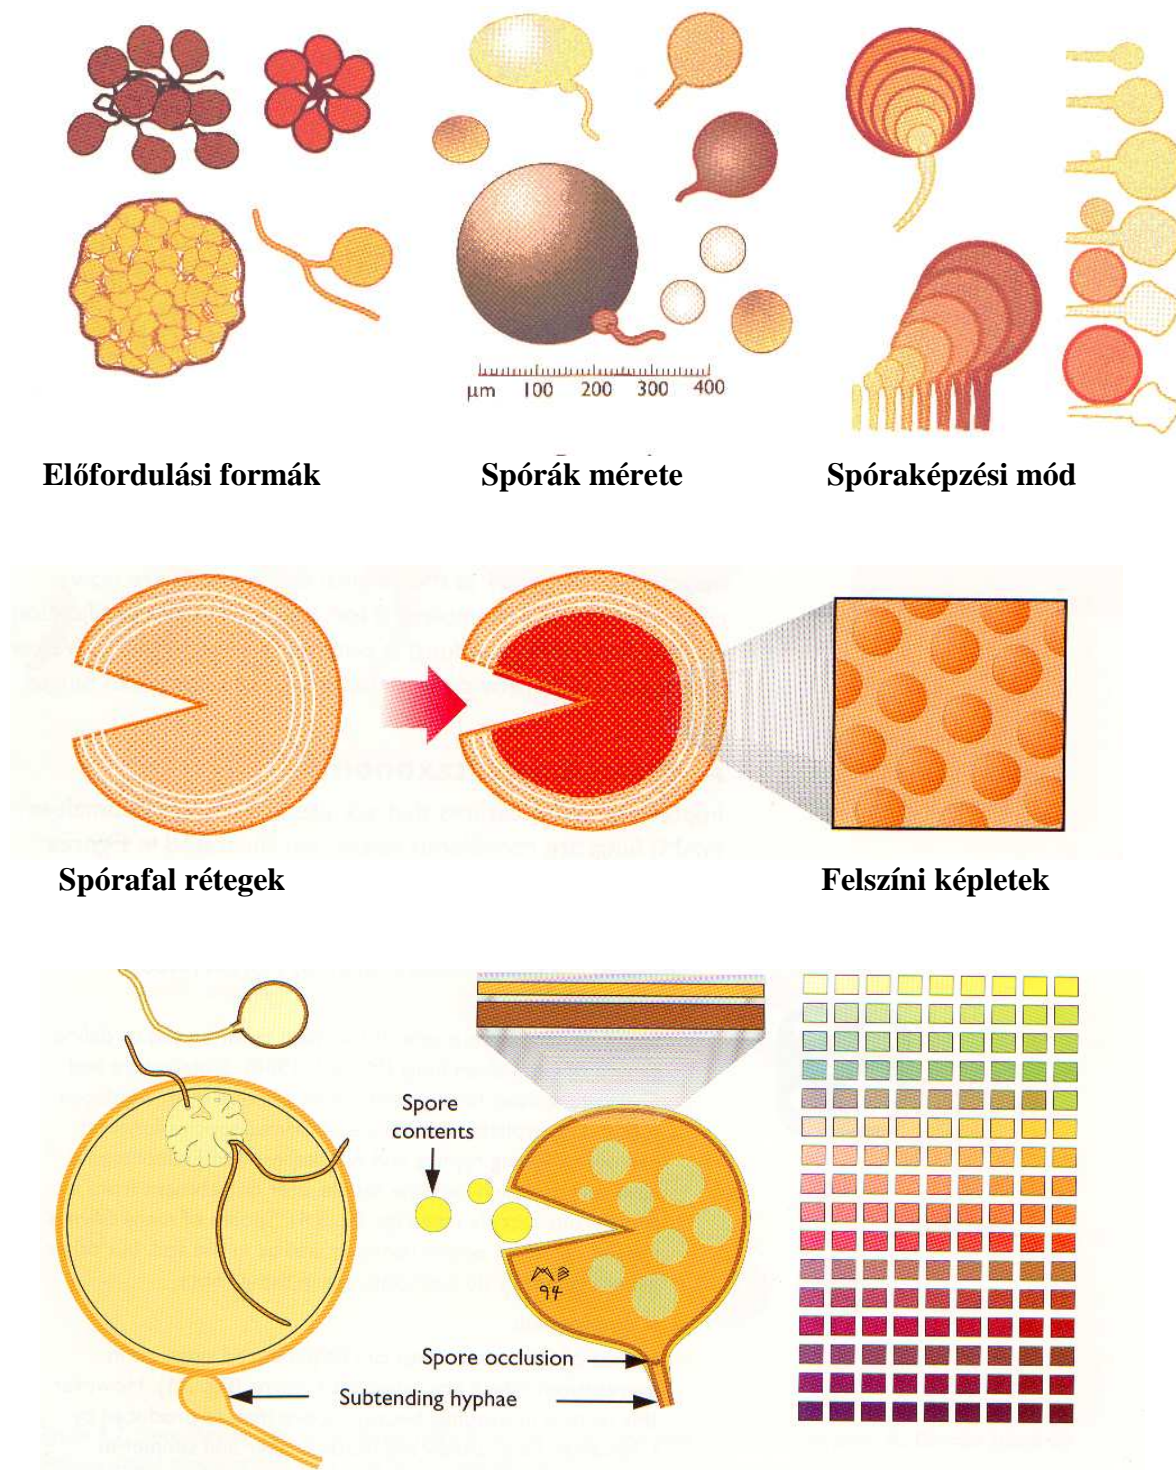 µm 100 200 300 400
Előfordulási formák
Spórák mérete
Spóraképzési mód
Spórafal rétegek
Felszíni képletek
Spore
contents
94
Spore occlusion
Subtending hyphae